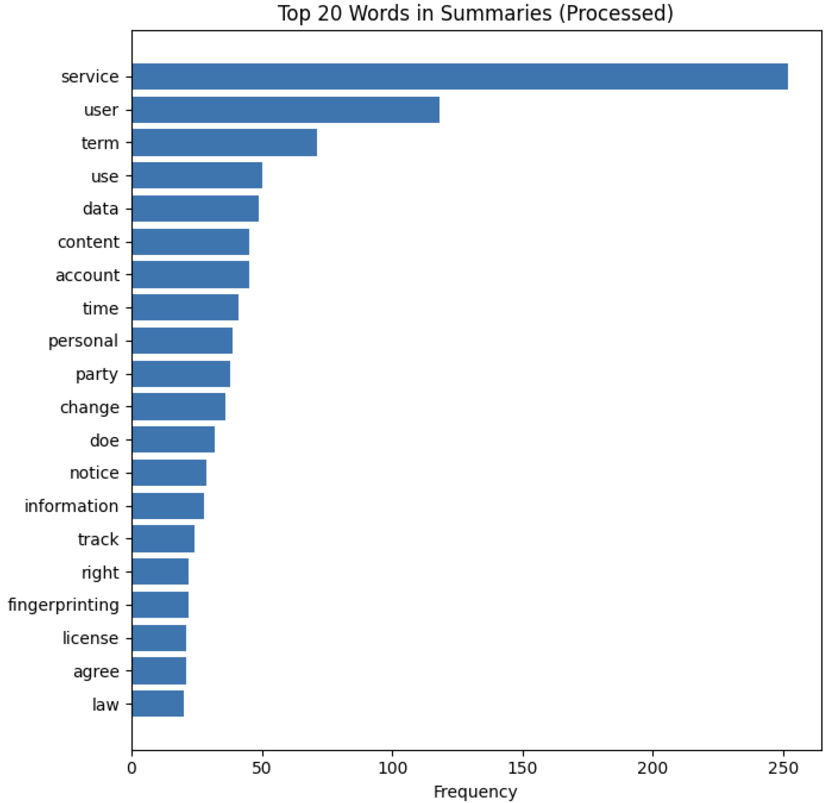 Top 20 Words in Summaries (Processed)
service
user
term
use
data
content
account
time
personal
party
change
doe
notice
information
track
right
fingerprinting
license
agree
law
0 50 100 150 200 250
Frequency